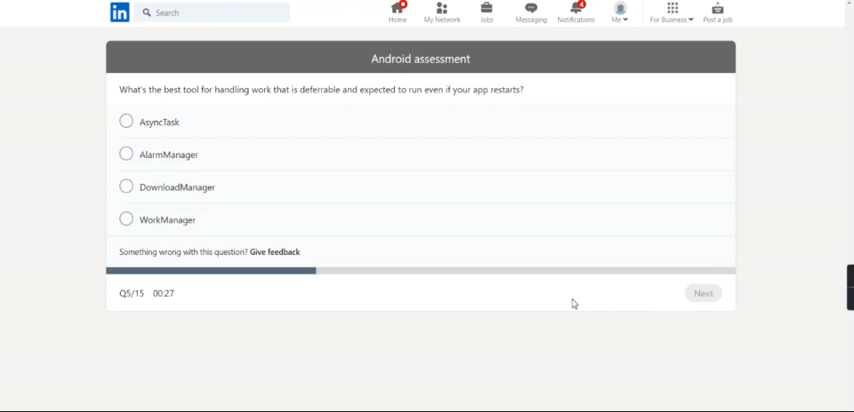 in
Search
Home
My Network
Jobs
Messaging
4
Notifications
Me
For Business
Post a job
Android assessment
What's the best tool for handling work that is deferrable and expected to run even if your app restarts?
AsyncTask
AlarmManager
DownloadManager
WorkManager
Something wrong with this question? Give feedback
Q5/15 00:27
Next